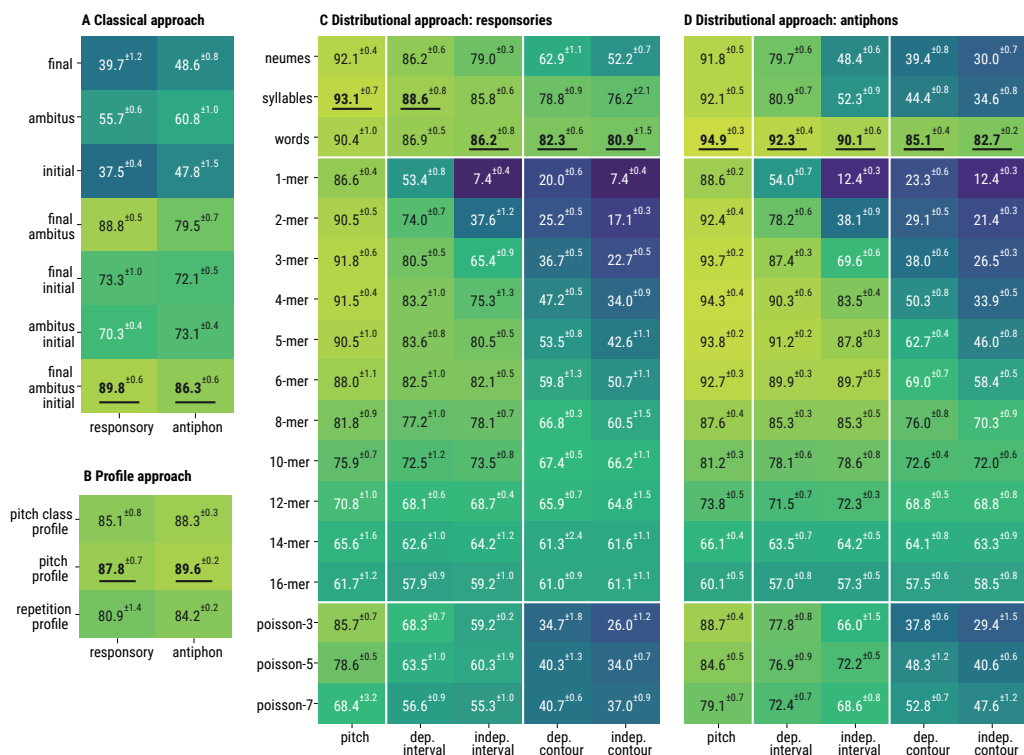 A Classical approach
final 39.7±1.2 48.6±0.8
ambitus 55.7±0.6 60.8±1.0
initial 37.5±0.4 47.8±1.5
final
ambitus 88.8±0.5 79.5±0.7
final
initial 73.3±1.0 72.1±0.5
ambitus
initial 70.3±0.4 73.1±0.4
final
ambitus
initial 89.8±0.6 86.3±0.6
responsory antiphon
B Profile approach
pitch class
profile 85.1±0.8 88.3±0.3
pitch
profile 87.8±0.7 89.6±0.2
repetition
profile 80.9±1.4 84.2±0.2
responsory antiphon
C Distributional approach: responsories
neumes 92.1±0.4 86.2±0.6 79.0±0.3 62.9±1.1 52.2±0.7
syllables 93.1±0.7 88.6±0.8 85.8±0.6 78.8±0.9 76.2±2.1
words 90.4±1.0 86.9±0.5 86.2±0.8 82.3±0.6 80.9±1.5
1-mer 86.6±0.4 53.4±0.8 7.4±0.4 20.0±0.6 7.4±0.4
2-mer 90.5±0.5 74.0±0.7 37.6±1.2 25.2±0.5 17.1±0.3
3-mer 91.8±0.6 80.5±0.5 65.4±0.9 36.7±0.5 22.7±0.5
4-mer 91.5±0.4 83.2±1.0 75.3±1.3 47.2±0.5 34.0±0.9
5-mer 90.5±1.0 83.6±0.8 80.5±0.5 53.5±0.8 42.6±1.1
6-mer 88.0±1.1 82.5±1.0 82.1±0.5 59.8±1.3 50.7±1.1
8-mer 81.8±0.9 77.2±1.0 78.1±0.7 66.8±0.3 60.5±1.5
10-mer 75.9±0.7 72.5±1.2 73.5±0.8 67.4±0.5 66.2±1.1
12-mer 70.8±1.0 68.1±0.6 68.7±0.4 65.9±0.7 64.8±1.5
14-mer 65.6±1.6 62.6±1.0 64.2±1.2 61.3±2.4 61.6±1.1
16-mer 61.7±1.2 57.9±0.9 59.2±1.0 61.0±0.9 61.1±1.1
poisson-3 85.7±0.7 68.3±0.7 59.2±0.2 34.7±1.8 26.0±1.2
poisson-5 78.6±0.5 63.5±1.0 60.3±1.9 40.3±1.3 34.0±0.7
poisson-7 68.4±3.2 56.6±0.9 55.3±1.0 40.7±0.6 37.0±0.9
pitch dep. indep. dep. indep.
interval interval contour contour
D Distributional approach: antiphons
91.8±0.5 79.7±0.6 48.4±0.6 39.4±0.8 30.0±0.7
92.1±0.5 80.9±0.7 52.3±0.9 44.4±0.8 34.6±0.8
94.9±0.3 92.3±0.4 90.1±0.6 85.1±0.4 82.7±0.2
88.6±0.2 54.0±0.7 12.4±0.3 23.3±0.6 12.4±0.3
92.4±0.4 78.2±0.6 38.1±0.9 29.1±0.5 21.4±0.3
93.7±0.2 87.4±0.3 69.6±0.6 38.0±0.6 26.5±0.3
94.3±0.4 90.3±0.6 83.5±0.4 50.3±0.8 33.9±0.5
93.8±0.2 91.2±0.2 87.8±0.3 62.7±0.4 46.0±0.8
92.7±0.3 89.9±0.3 89.7±0.5 69.0±0.7 58.4±0.5
87.6±0.4 85.3±0.3 85.3±0.5 76.0±0.8 70.3±0.9
81.2±0.3 78.1±0.6 78.6±0.8 72.6±0.4 72.0±0.6
73.8±0.5 71.5±0.7 72.3±0.3 68.8±0.5 68.8±0.8
66.1±0.4 63.5±0.7 64.2±0.5 64.1±0.8 63.3±0.9
60.1±0.5 57.0±0.8 57.3±0.5 57.5±0.6 58.5±0.8
88.7±0.4 77.8±0.8 66.0±1.5 37.8±0.6 29.4±1.5
84.6±0.5 76.9±0.9 72.2±0.5 48.3±1.2 40.6±0.6
79.1±0.7 72.4±0.7 68.6±0.8 52.8±0.7 47.6±1.2
pitch dep. indep. dep. indep.
interval interval contour contour